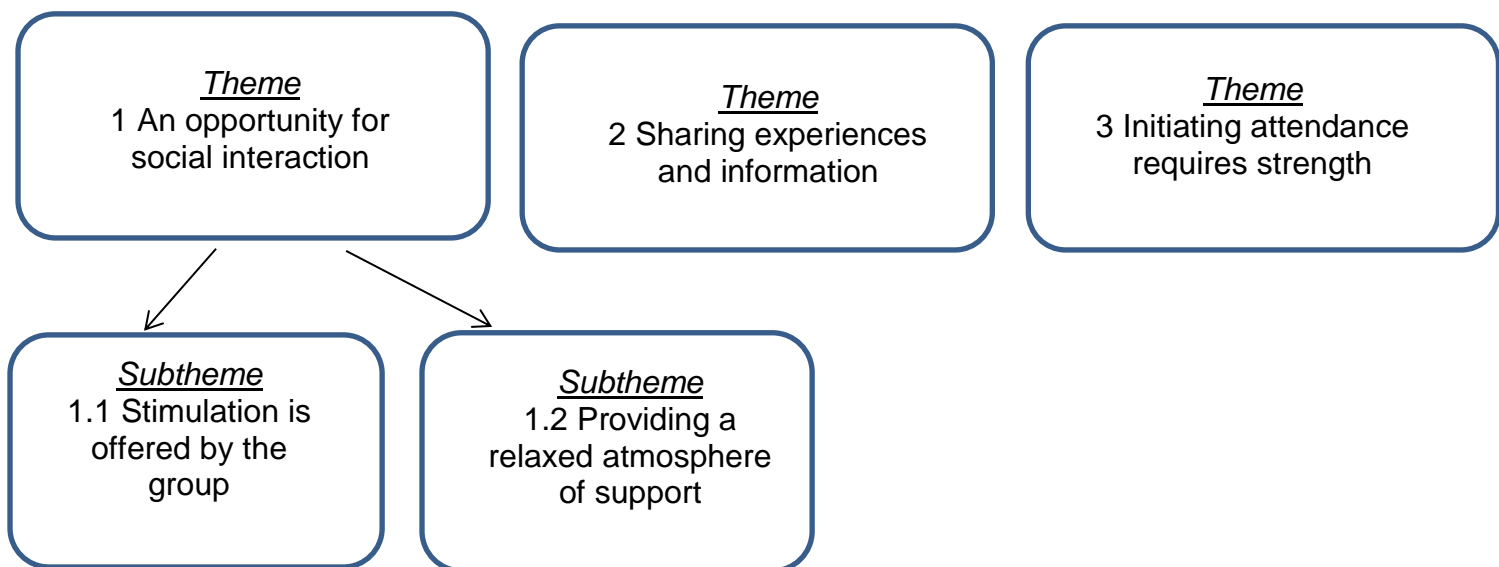 Theme
1 An opportunity for
social interaction
Theme
2 Sharing experiences
and information
Theme
3 Initiating attendance
requires strength
Subtheme
1.1 Stimulation is
offered by the
group
Subtheme
1.2 Providing a
relaxed atmosphere
of support